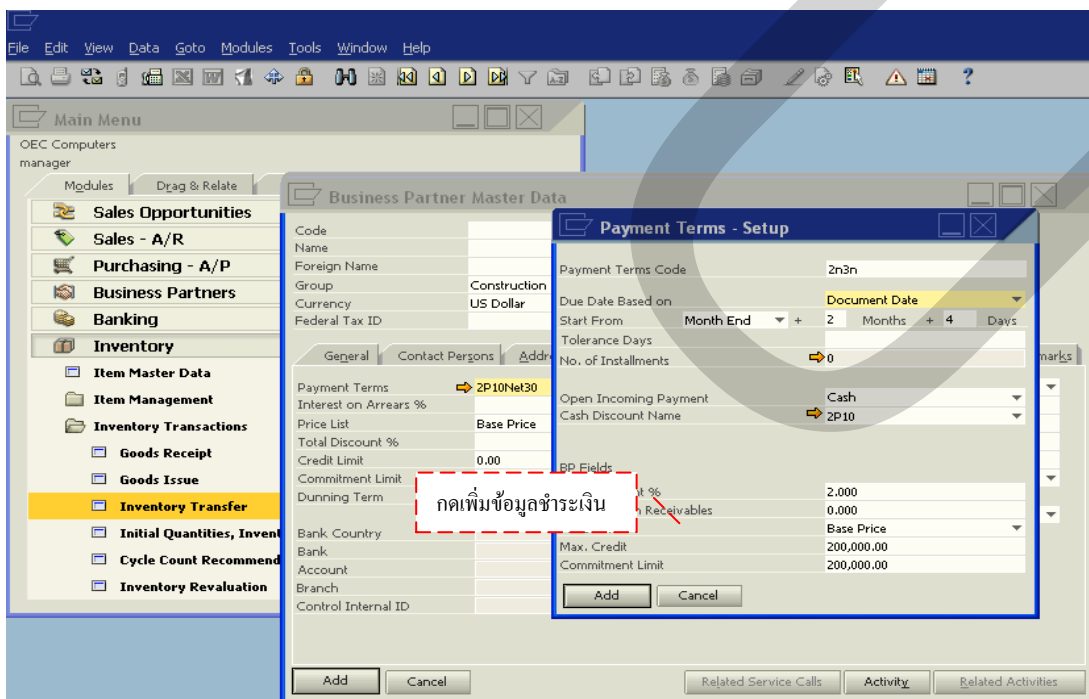 File Edit View Data Goto Modules Tools Window Help
Main Menu
OEC Computers
manager
Modules Drag & Relate
Sales Opportunities
Sales - A/R
Purchasing - A/P
Business Partners
Banking
Inventory
Item Master Data
Item Management
Inventory Transactions
Goods Receipt
Goods Issue
Inventory Transfer
Initial Quantities, Invent
Cycle Count Recommend
Inventory Revaluation
Business Partner Master Data
Code
Name
Foreign Name
Group Construction
Currency US Dollar
Federal Tax ID
General Contact Persons Addre
marks
Payment Terms 2P10Net30
Interest on Arrears %
Price List Base Price
Total Discount %
Credit Limit 0.00
Commitment Limit
Dunning Term
Bank Country
Bank
Account
Branch
Control Internal ID
Add Cancel Related Service Calls Activity Related Activities
Payment Terms - Setup
Payment Terms Code 2n3n
Due Date Based on Document Date
Start From Month End + 2 Months + 4 Days
Tolerance Days
No. of Installments 0
Open Incoming Payment Cash
Cash Discount Name 2P10
BP Fields
% 2.000
Receivables 0.000
Base Price
Max. Credit 200,000.00
Commitment Limit 200,000.00
Add Cancel
กดเพิ่มข้อมูลชำระเงิน